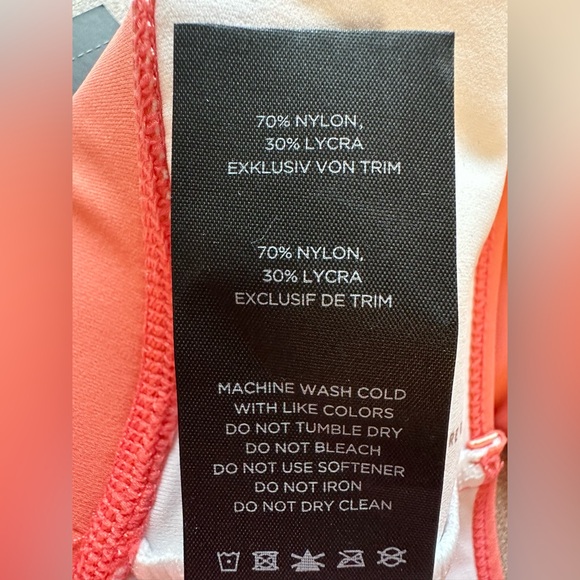 70% NYLON,
30% LYCRA
EXKLUSIV VON TRIM
70% NYLON,
30% LYCRA
EXCLUSIF DE TRIM
MACHINE WASH COLD
WITH LIKE COLORS
DO NOT TUMBLE DRY
DO NOT BLEACH
DO NOT USE SOFTENER
DO NOT IRON
DO NOT DRY CLEAN